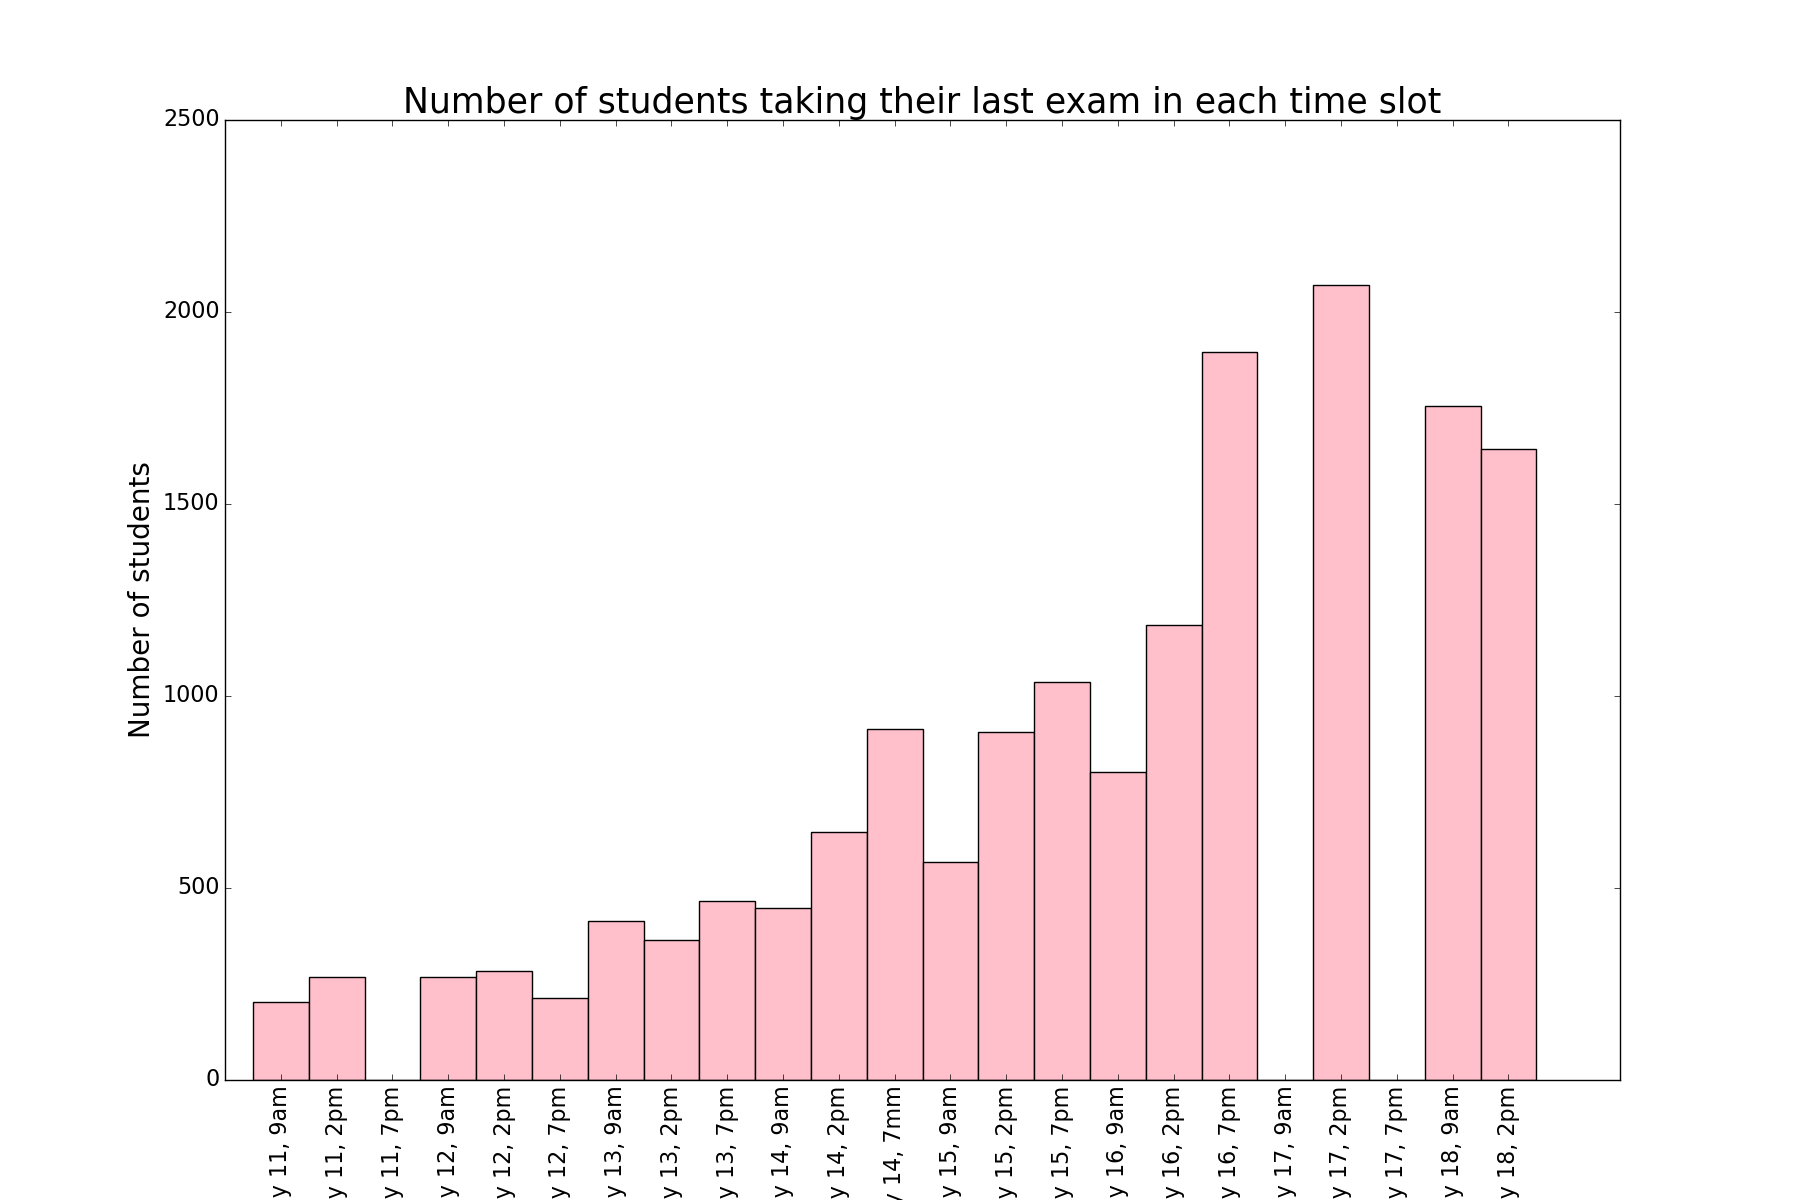 Number of students taking their last exam in each time slot
2500
2000
1500
1000
500
0
Number of students
y 11, 9am
y 11, 2pm
y 11, 7pm
y 12, 9am
y 12, 2pm
y 12, 7pm
y 13, 9am
y 13, 2pm
y 13, 7pm
y 14, 9am
y 14, 2pm
y 14, 7mm
y 15, 9am
y 15, 2pm
y 15, 7pm
y 16, 9am
y 16, 2pm
y 16, 7pm
y 17, 9am
y 17, 2pm
y 17, 7pm
y 18, 9am
y 18, 2pm